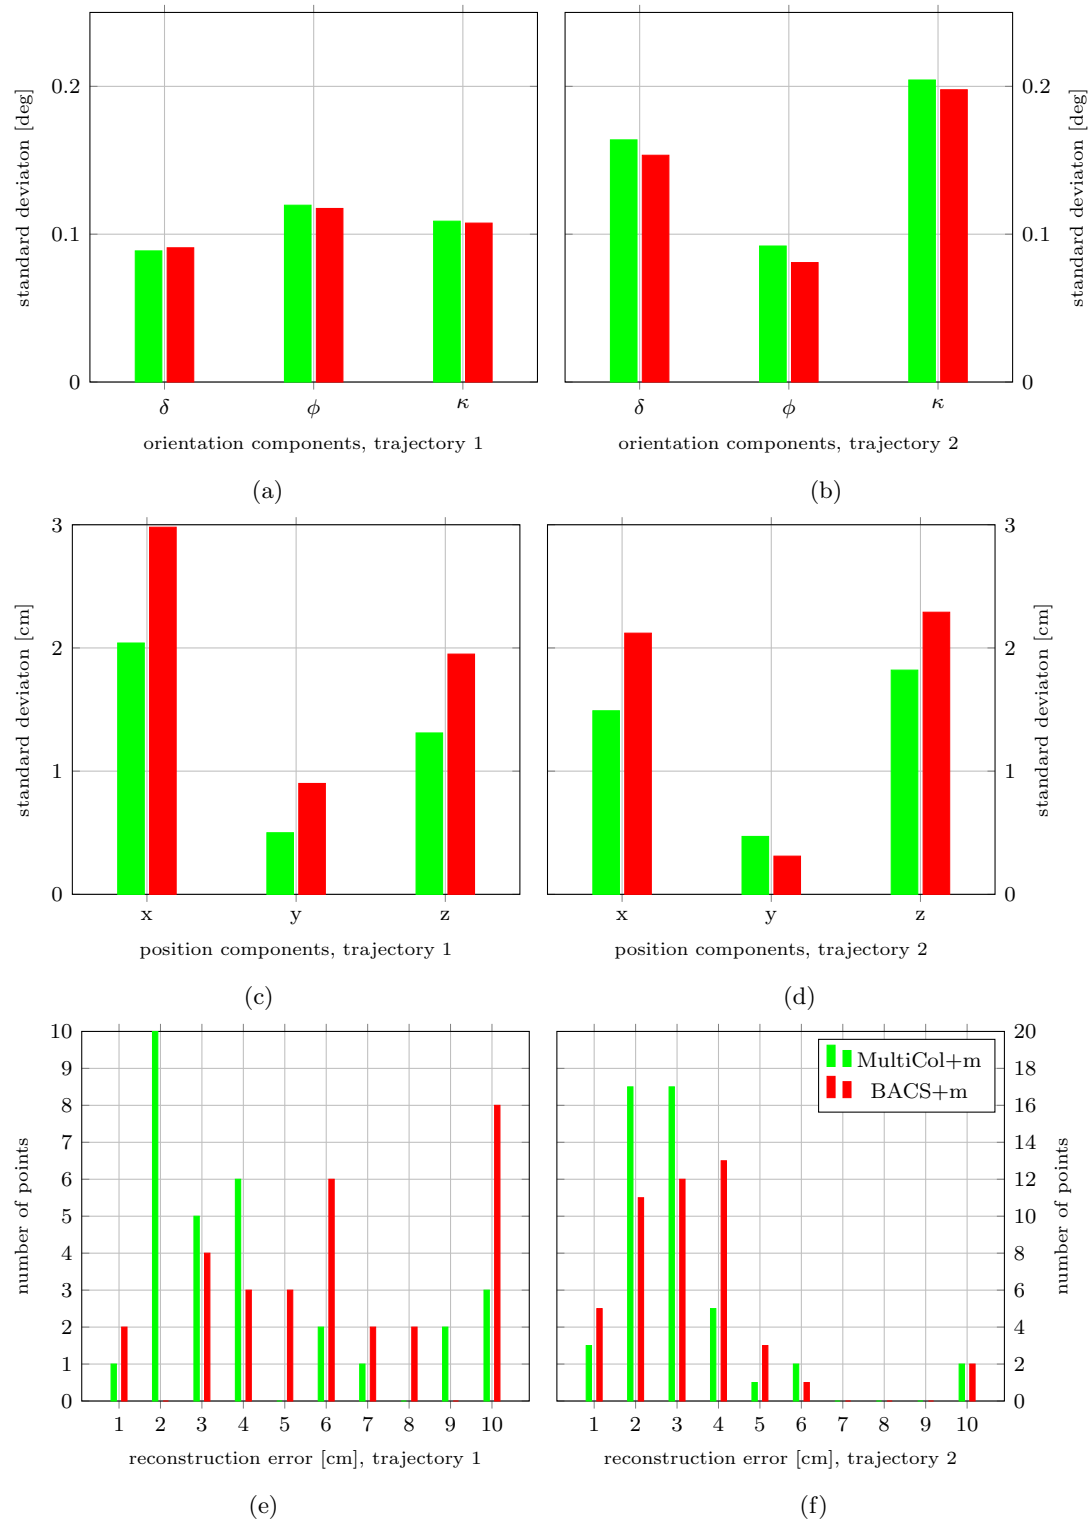 0.2
0.1
0
standard deviaton [deg]
δ ϕ κ
orientation components, trajectory 1
(a)
0.2
0.1
0
standard deviaton [deg]
δ ϕ κ
orientation components, trajectory 2
(b)
3
2
1
0
standard deviaton [cm]
x y z
position components, trajectory 1
(c)
3
2
1
0
standard deviaton [cm]
x y z
position components, trajectory 2
(d)
10
9
8
7
6
5
4
3
2
1
0
number of points
1 2 3 4 5 6 7 8 9 10
reconstruction error [cm], trajectory 1
(e)
MultiCol+m
BACS+m
20
18
16
14
12
10
8
6
4
2
0
number of points
1 2 3 4 5 6 7 8 9 10
reconstruction error [cm], trajectory 2
(f)